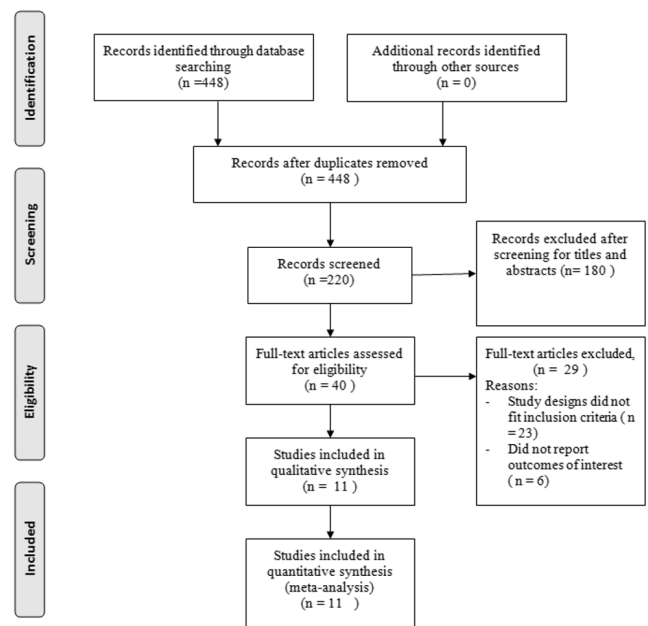 Identification
Records identified through database
searching
(n =448)
Additional records identified
through other sources
(n = 0)
Records after duplicates removed
(n = 448 )
Screening
Records screened
(n =220)
Records excluded after
screening for titles and
abstracts (n= 180 )
Eligibility
Full-text articles assessed
for eligibility
(n = 40 )
Full-text articles excluded,
(n = 29 )
Reasons:
- Study designs did not
fit inclusion criteria ( n
= 23)
- Did not report
outcomes of interest
( n = 6)
Studies included in
qualitative synthesis
(n = 11 )
Included
Studies included in
quantitative synthesis
(meta-analysis)
(n = 11 )